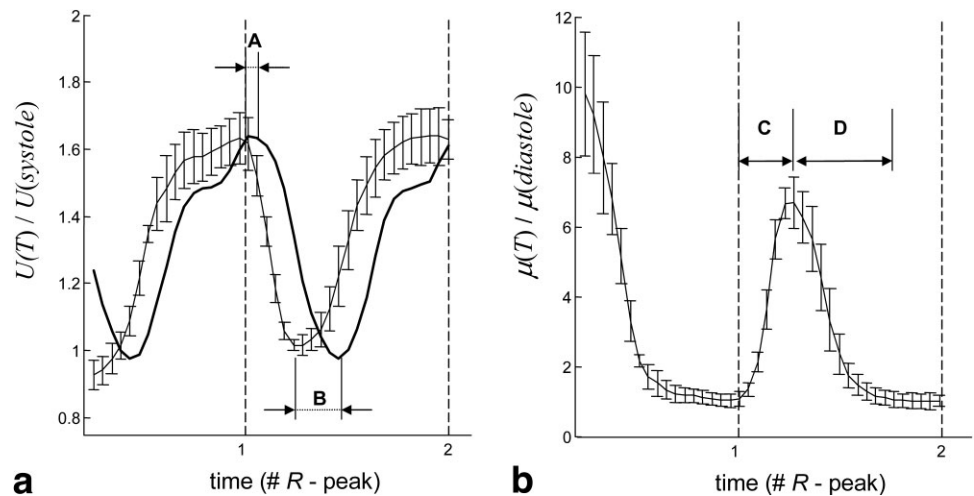 2
1.8
1.6
1.4
1.2
1
0.8
U(T) / U(systole)
A
B
1
2
time (# R - peak)
a
12
10
8
6
4
2
0
μ(T) / μ(diastole)
C
D
1
2
time (# R - peak)
b